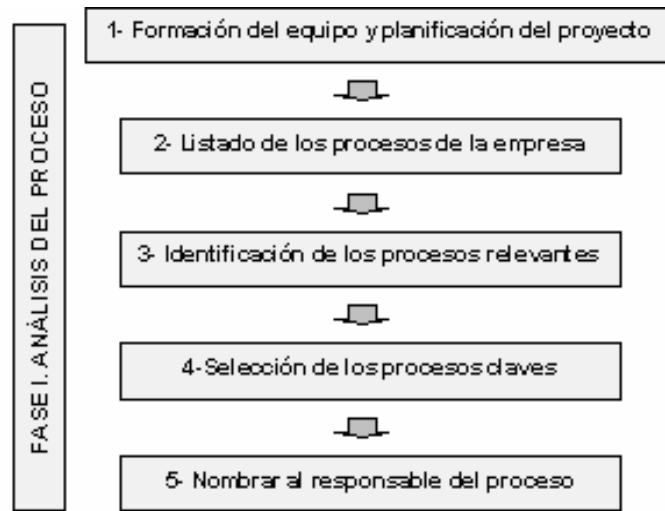 FASE I. ANÁLISIS DEL PROCESO
1- Formación del equipo y planificación del proyecto
2- Listado de los procesos de la empresa
3- Identificación de los procesos relevantes
4-Selección de los procesos claves
5- Nombrar al responsable del proceso